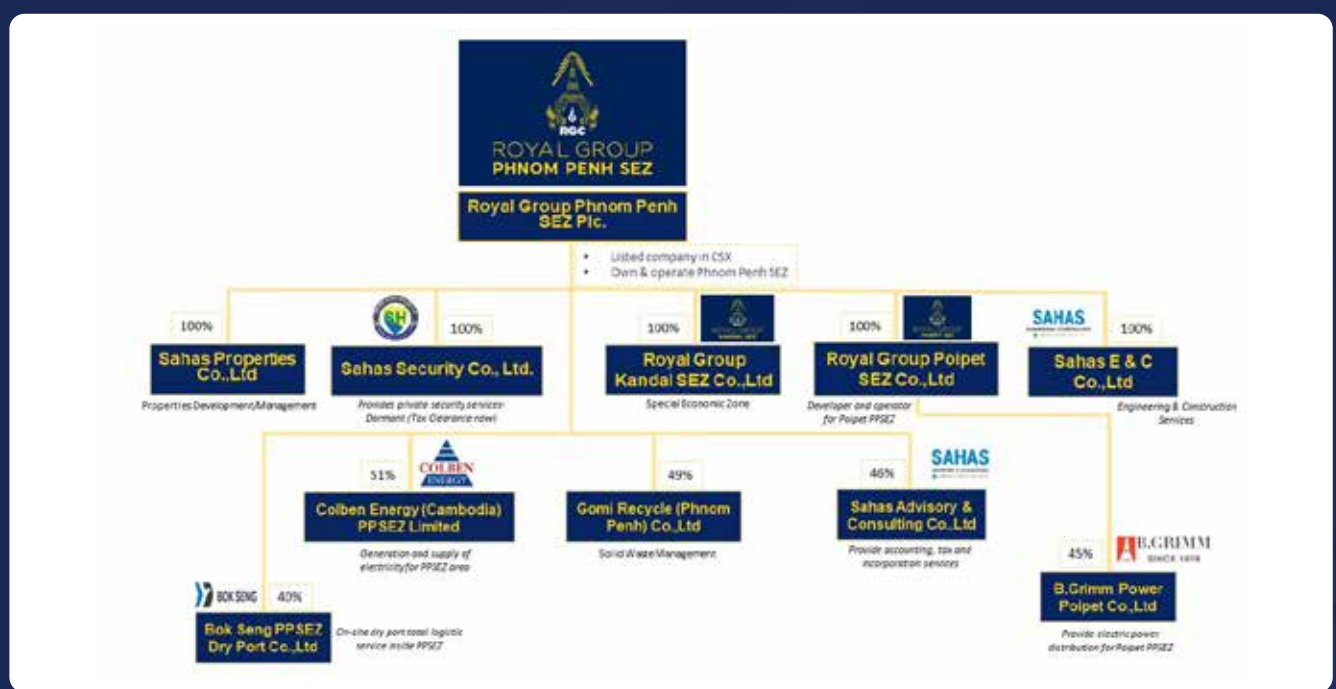 RGC
ROYAL GROUP
PHNOM PENH SEZ
Royal Group Phnom Penh
SEZ Plc.
• Listed company in CSX
• Own & operate Phnom Penh SEZ
100%
Sahas Properties
Co.,Ltd
Properties Development/Management
SH
100%
Sahas Security Co., Ltd.
Provides private security services-
Dormant (Tax Clearance now)
100%
Royal Group
Kandal SEZ Co.,Ltd
Special Economic Zone
100%
Royal Group Poipet
SEZ Co.,Ltd
Developer and operator
for Poipet PPSEZ
SAHAS
100%
Sahas E & C
Co.,Ltd
Engineering & Construction
Services
51%
COLBEN
ENERGY
Colben Energy (Cambodia)
PPSEZ Limited
Generation and supply of
electricity for PPSEZ area
49%
Gomi Recycle (Phnom
Penh) Co.,Ltd
Solid Waste Management
46%
SAHAS
Sahas Advisory &
Consulting Co.,Ltd
Provide accounting, tax and
incorporation services
BOK SENG
40%
Bok Seng PPSEZ
Dry Port Co.,Ltd
On-site dry port total logistic
service inside PPSEZ
45%
B.GRIMM
SINCE 1878
B.Grimm Power
Poipet Co.,Ltd
Provide electric power
distribution for Poipet PPSEZ